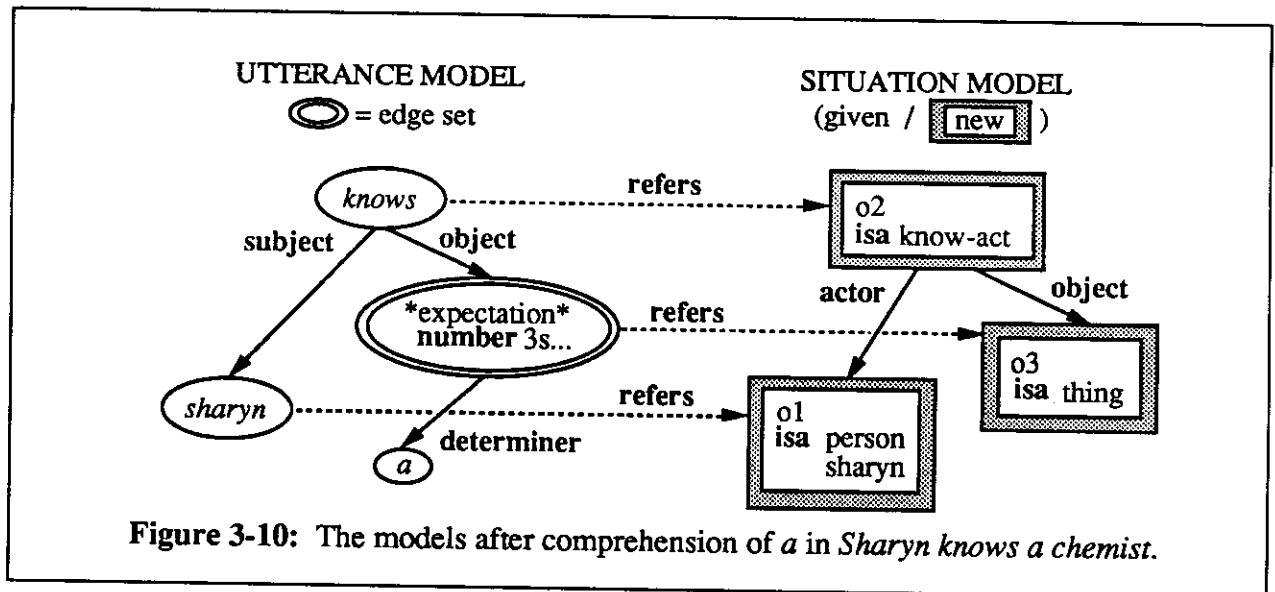 UTTERANCE MODEL
= edge set
SITUATION MODEL
(given / new )
knows
refers
o2
isa know-act
subject
object
actor
object
*expectation*
number 3s...
refers
o3
isa thing
sharyn
refers
o1
isa person
sharyn
determiner
a
Figure 3-10: The models after comprehension of a in Sharyn knows a chemist.